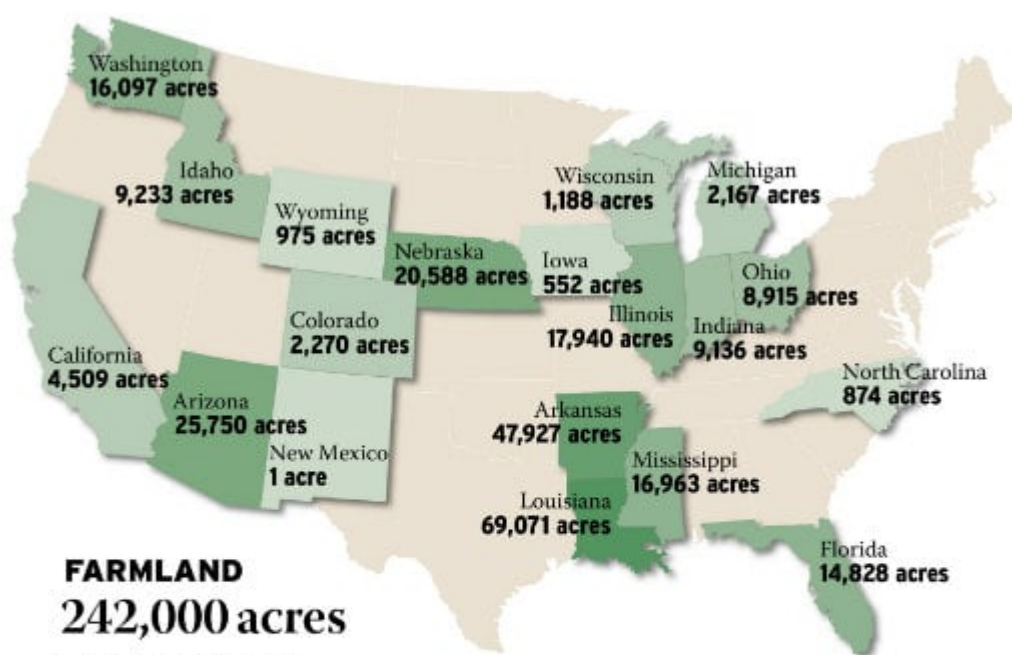 Washington
16,097 acres
Idaho
9,233 acres
Wyoming
975 acres
Nebraska
20,588 acres
Colorado
2,270 acres
California
4,509 acres
Arizona
25,750 acres
New Mexico
1 acre
Wisconsin
1,188 acres
Michigan
2,167 acres
Iowa
552 acres
Illinois
17,940 acres
Indiana
9,136 acres
Ohio
8,915 acres
North Carolina
874 acres
Arkansas
47,927 acres
Mississippi
16,963 acres
Louisiana
69,071 acres
Florida
14,828 acres
FARMLAND
242,000 acres